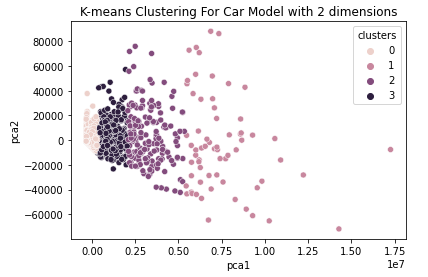 K-means Clustering For Car Model with 2 dimensions
clusters
0
1
2
3
pca2
80000
60000
40000
20000
0
−20000
−40000
−60000
0.00 0.25 0.50 0.75 1.00 1.25 1.50 1.75
1e7
pca1